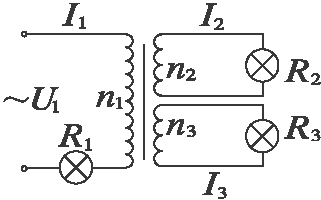 I₁ I₂
n₂ R₂
~U₁ n₁
R₁ n₃ R₃
I₃